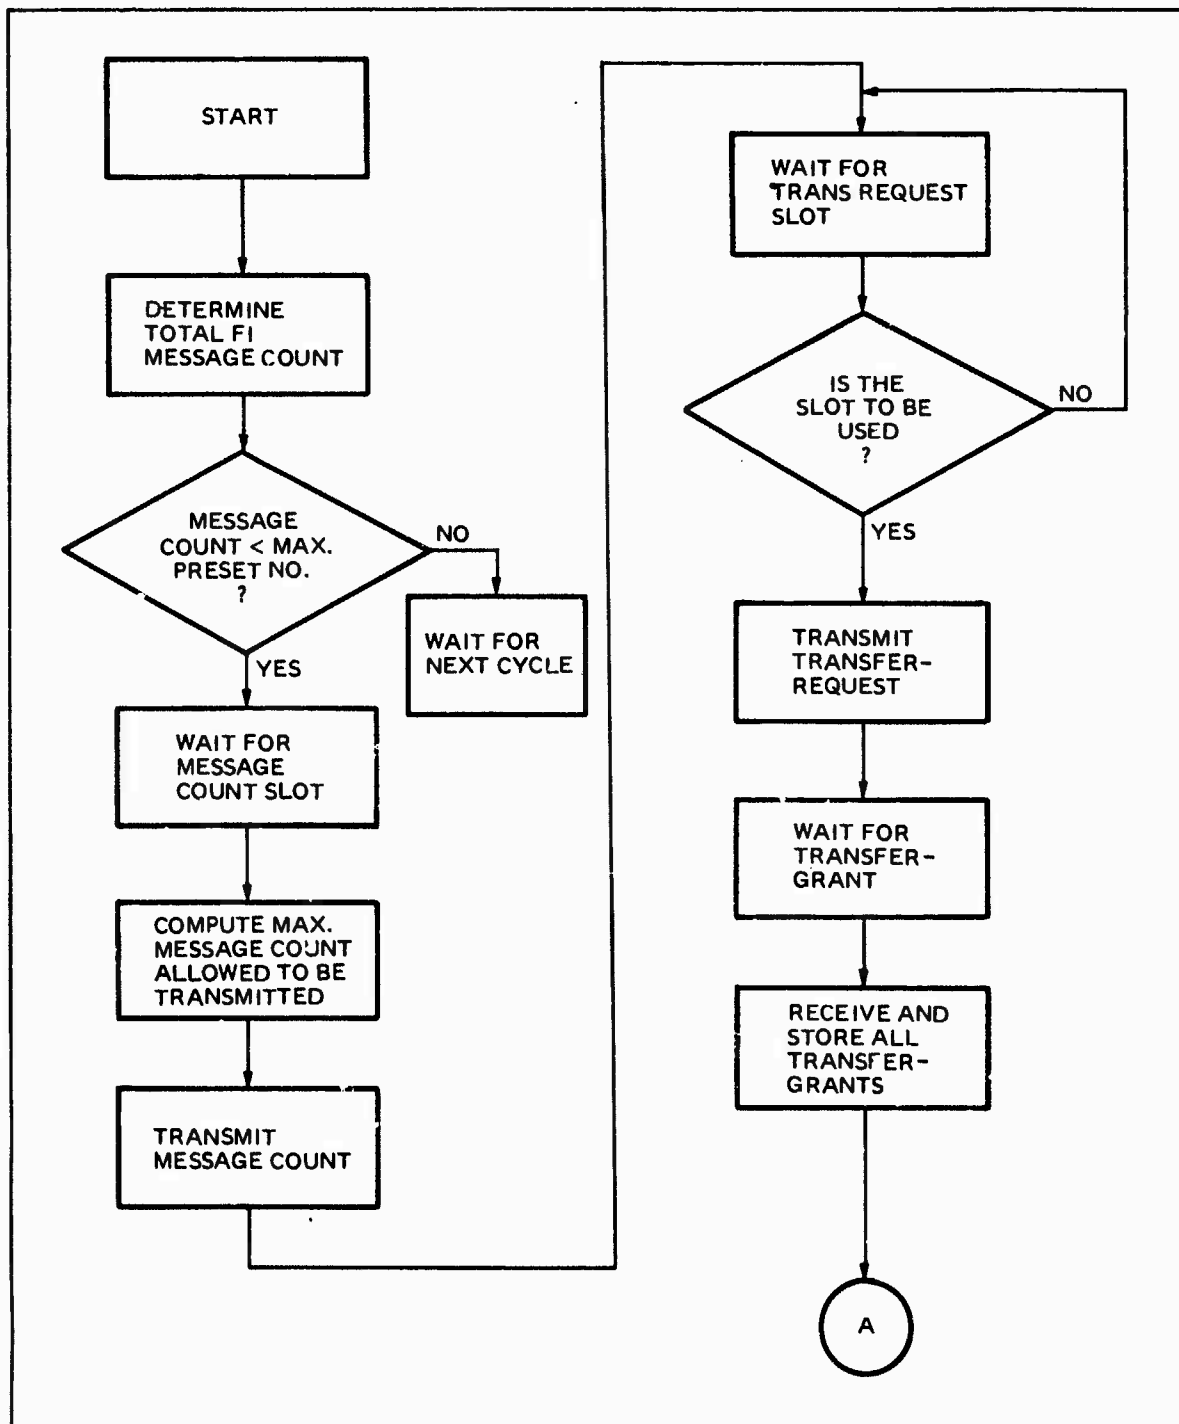 START
DETERMINE
TOTAL FI
MESSAGE COUNT
MESSAGE
COUNT < MAX.
PRESET NO.
?
NO
WAIT FOR
NEXT CYCLE
YES
WAIT FOR
MESSAGE
COUNT SLOT
COMPUTE MAX.
MESSAGE COUNT
ALLOWED TO BE
TRANSMITTED
TRANSMIT
MESSAGE COUNT
WAIT FOR
TRANS REQUEST
SLOT
IS THE
SLOT TO BE
USED
?
NO
YES
TRANSMIT
TRANSFER-
REQUEST
WAIT FOR
TRANSFER-
GRANT
RECEIVE AND
STORE ALL
TRANSFER-
GRANTS
A